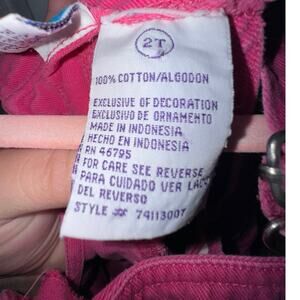 2T
100% COTTON/ALGODON
EXCLUSIVE OF DECORATION
EXCLUSIVO DE ORNAMENTO
MADE IN INDONESIA
HECHO EN INDONESIA
RN 46795
FOR CARE SEE REVERSE
PARA CUIDADO VER LADO
DEL REVERSO
STYLE # 74113007